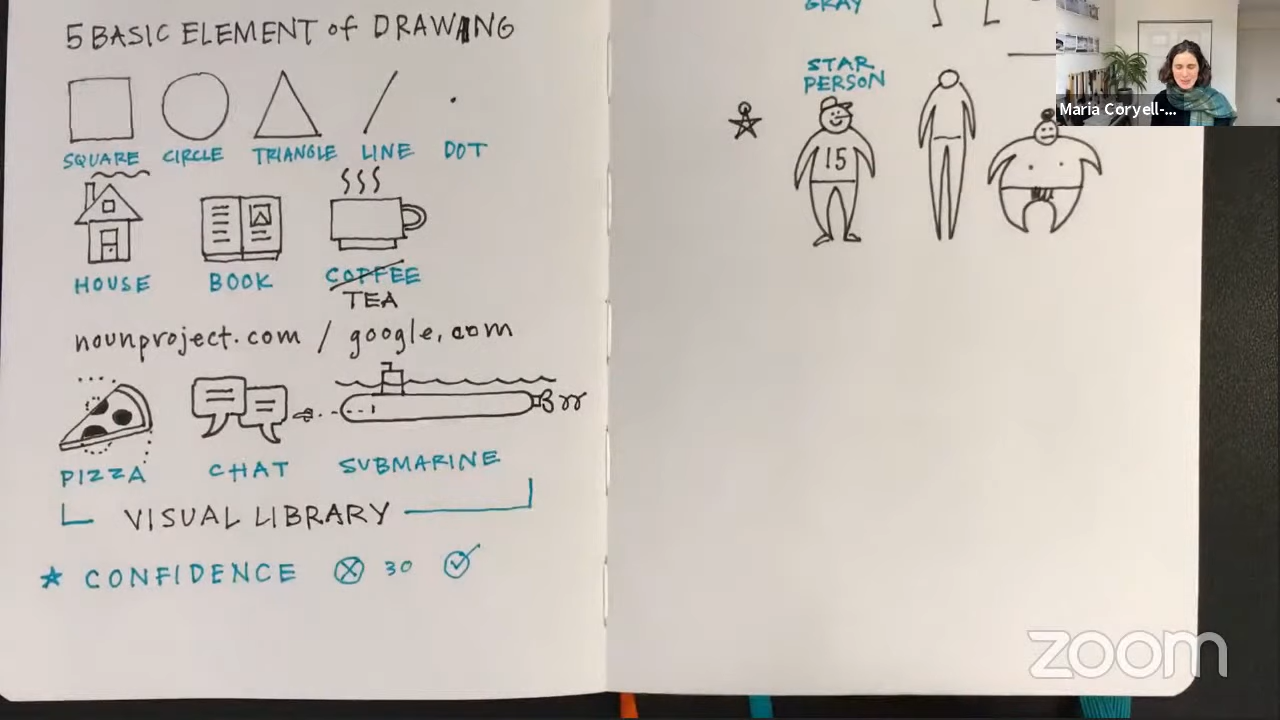 5 BASIC ELEMENT of DRAWING
SQUARE CIRCLE TRIANGLE LINE DOT
HOUSE BOOK COFFEE
TEA
nounproject.com / google.com
PIZZA CHAT SUBMARINE
VISUAL LIBRARY
CONFIDENCE 30
GRAY
STAR
PERSON
15
Maria Coryell-...
zoom